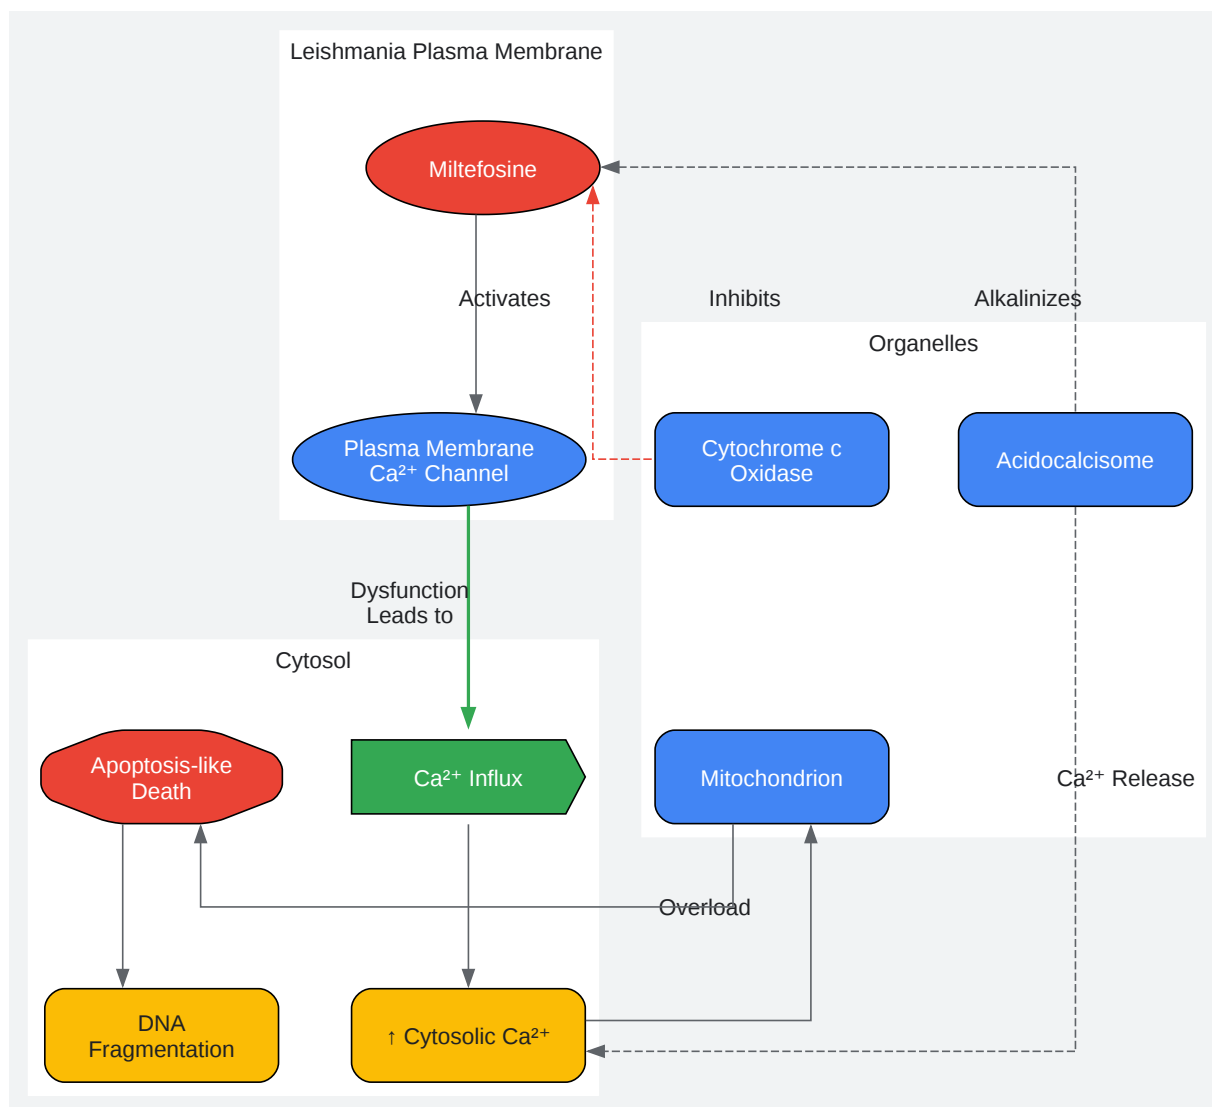 Leishmania Plasma Membrane
Miltefosine
Activates
Inhibits
Alkalinizes
Organelles
Plasma Membrane
Ca²⁺ Channel
Cytochrome c
Oxidase
Acidocalcisome
Dysfunction
Leads to
Cytosol
Apoptosis-like
Death
Ca²⁺ Influx
Mitochondrion
Ca²⁺ Release
Overload
DNA
Fragmentation
↑ Cytosolic Ca²⁺